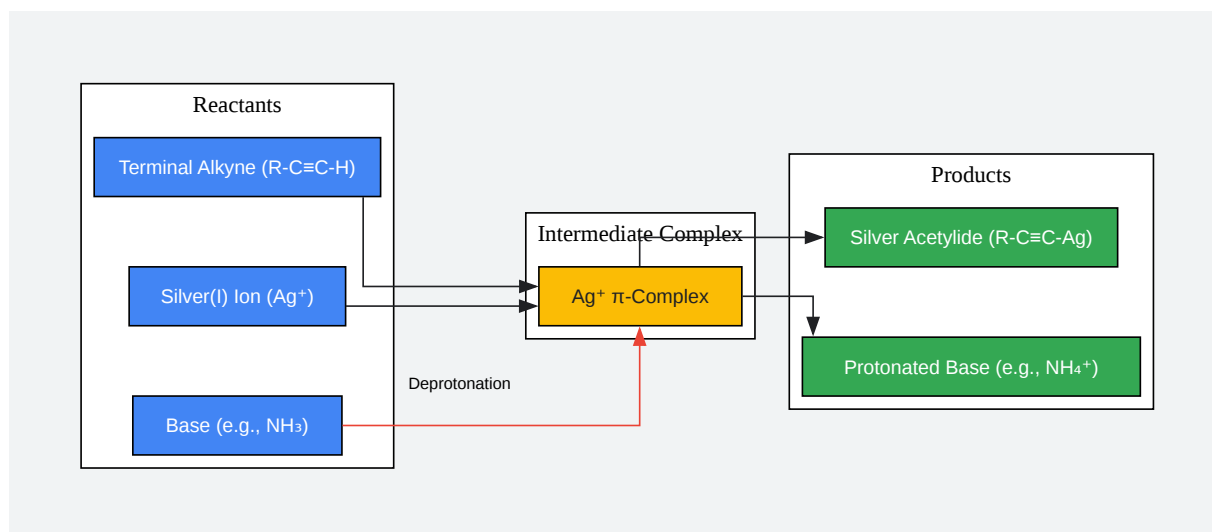 Reactants
Terminal Alkyne (R-C≡C-H)
Silver(I) Ion (Ag⁺)
Base (e.g., NH₃)
Deprotonation
Intermediate Complex
Ag⁺ π-Complex
Products
Silver Acetylide (R-C≡C-Ag)
Protonated Base (e.g., NH₄⁺)